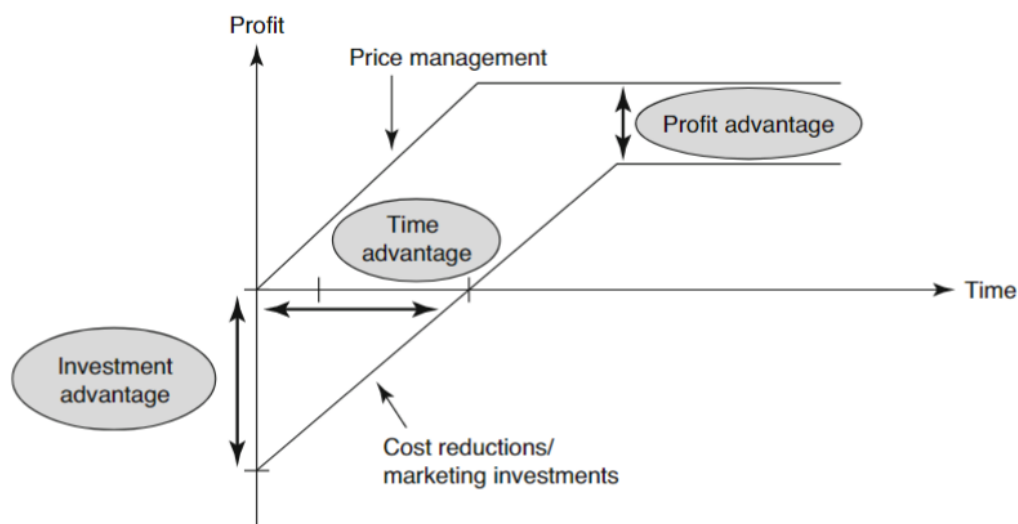 Profit
Price management
Profit advantage
Time
advantage
Time
Investment
advantage
Cost reductions/
marketing investments